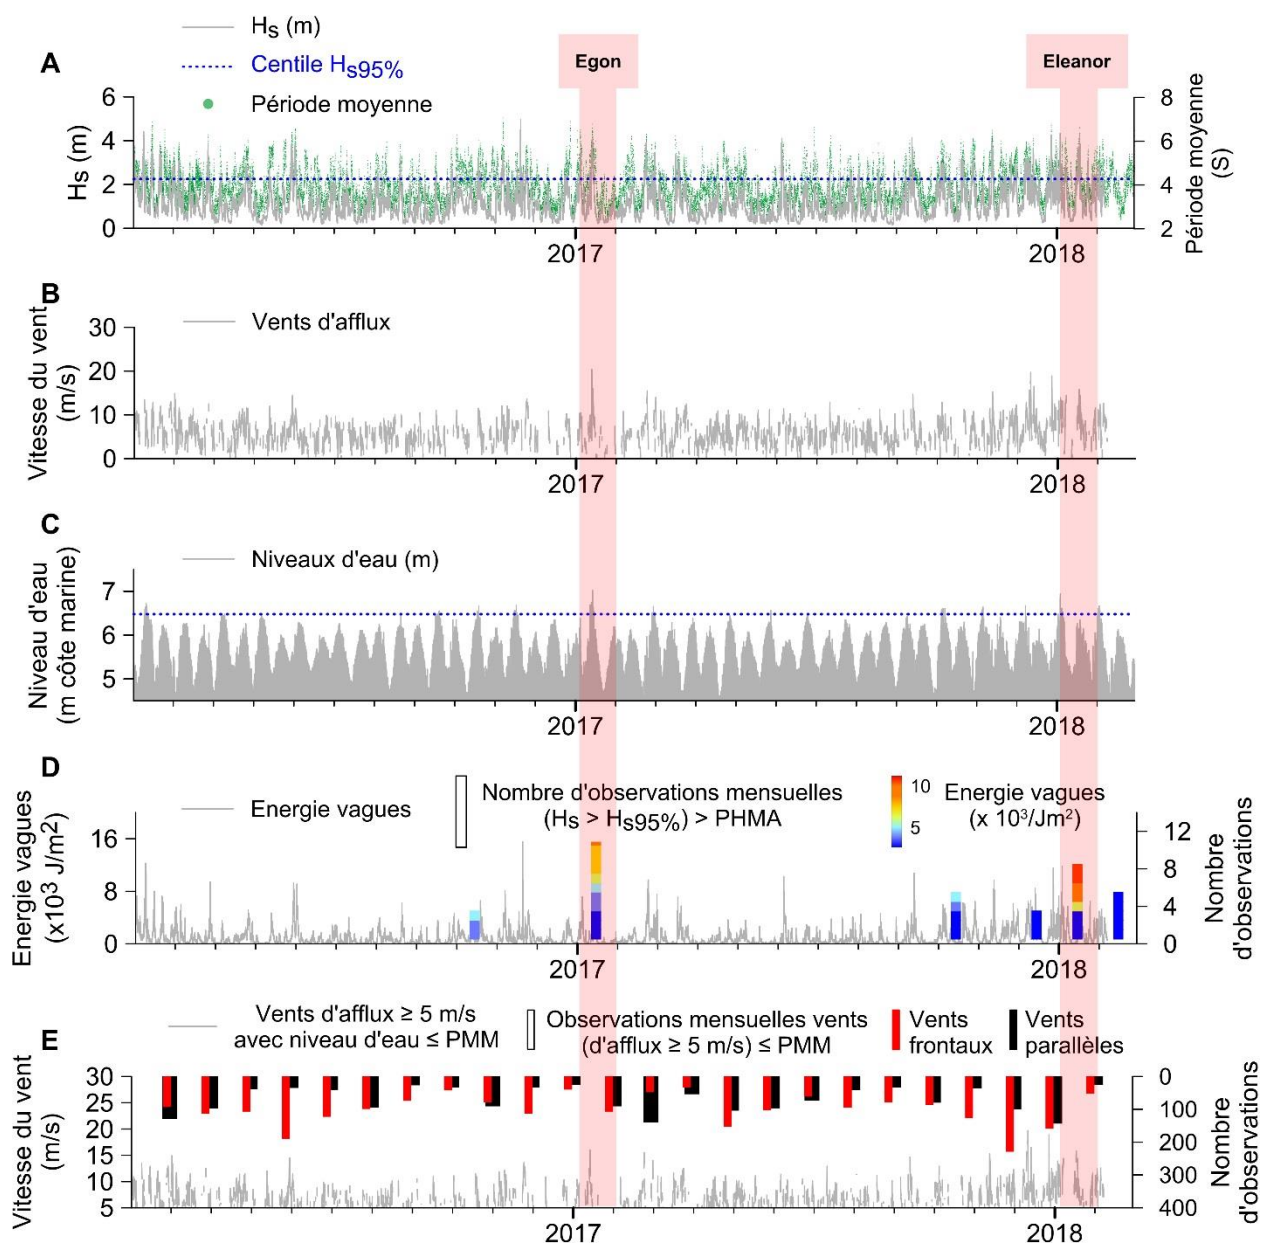 Hs (m)
Centile Hs95%
Période moyenne
Egon
Eleanor
A
6
4
2
0
Hs (m)
8
6
4
2
Période moyenne
(S)
2017
2018
B
Vents d'afflux
30
20
10
0
Vitesse du vent
(m/s)
2017
2018
C
Niveaux d'eau (m)
7
6
5
Niveau d'eau
(m côte marine)
2017
2018
D
Energie vagues
Nombre d'observations mensuelles
(Hs > Hs95%) > PHMA
10
5
Energie vagues
(x 10³/Jm²)
16
8
0
Energie vagues
(x10³ J/m²)
12
8
4
0
Nombre
d'observations
2017
2018
E
Vents d'afflux ≥ 5 m/s
avec niveau d'eau ≤ PMM
Observations mensuelles vents
(d'afflux ≥ 5 m/s) ≤ PMM
Vents
frontaux
Vents
parallèles
30
25
20
15
10
5
Vitesse du vent
(m/s)
0
100
200
300
400
Nombre
d'observations
2017
2018